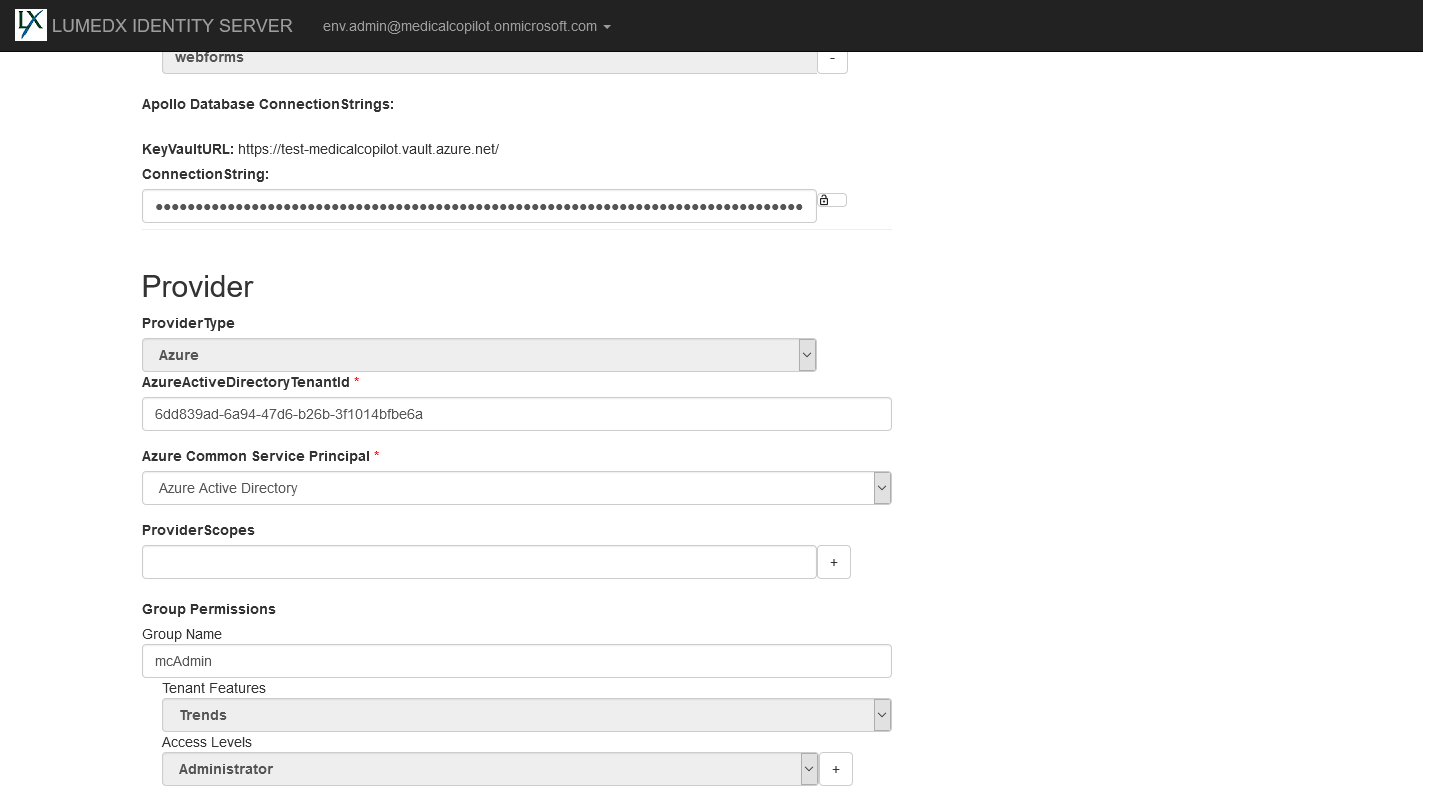 LX LUMEDX IDENTITY SERVER env.admin@medicalcopilot.onmicrosoft.com
webforms -
Apollo Database ConnectionStrings:
KeyVaultURL: https://test-medicalcopilot.vault.azure.net/
ConnectionString:
Provider
ProviderType
Azure
AzureActiveDirectoryTenantId *
6dd839ad-6a94-47d6-b26b-3f1014bfbe6a
Azure Common Service Principal *
Azure Active Directory
ProviderScopes
+
Group Permissions
Group Name
mcAdmin
Tenant Features
Trends
Access Levels
Administrator +